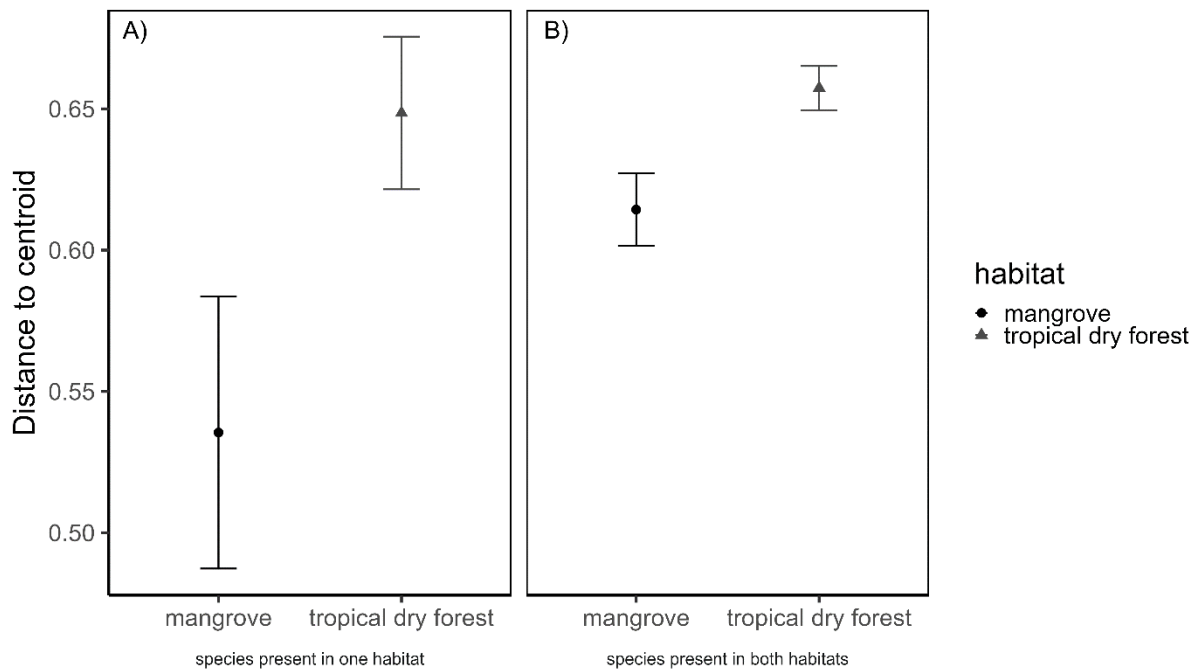 A)
B)
Distance to centroid
0.65
0.60
0.55
0.50
mangrove
tropical dry forest
mangrove
tropical dry forest
species present in one habitat
species present in both habitats
habitat
mangrove
tropical dry forest